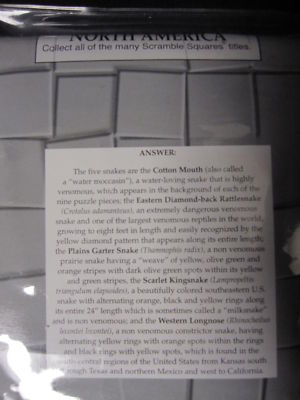 NORTH AMERICA
Collect all of the many Scramble Squares® titles.
ANSWER:
The five snakes are the Cotton Mouth (also called
a "water moccasin"), a water-loving snake that is highly
venomous, which appears in the background of each of the
nine puzzle pieces; the Eastern Diamond-back Rattlesnake
(Crotalus adamanteus), an extremely dangerous venomous
snake and one of the largest venomous reptiles in the world,
growing to eight feet in length and easily recognized by the
yellow diamond pattern that appears along its entire length;
the Plains Garter Snake (Thamnophis radix), a non venomous
prairie snake having a "weave" of yellow, olive green and
orange stripes with dark olive green spots within its yellow
and green stripes, the Scarlet Kingsnake (Lampropeltis
triangulum elapsoides), a beautifully colored southeastern U.S.
snake with alternating orange, black and yellow rings along
its entire 24" length which is sometimes called a "milksnake"
and is non venomous; and the Western Longnose (Rhinocheilus
lecontei lecontei), a non venomous constrictor snake, having
alternating yellow rings with orange spots within the rings
and black rings with yellow spots, which is found in the
south-central regions of the United States from Kansas south
through Texas and northern Mexico and west to California.